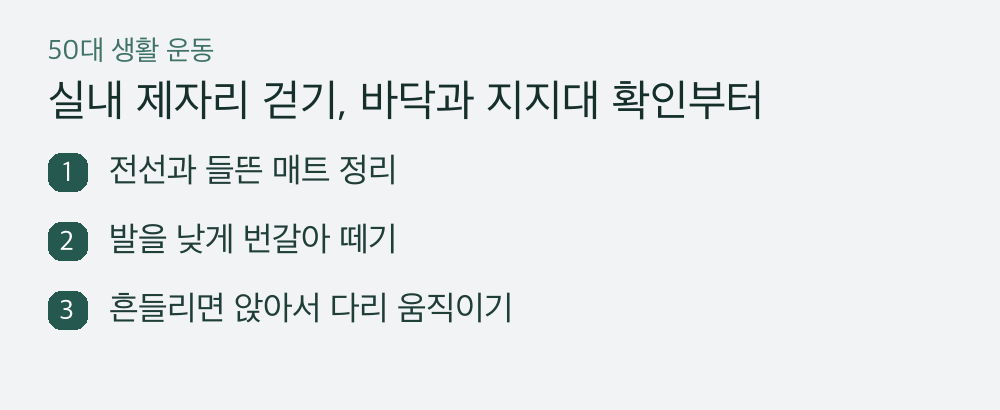 50대 생활 운동
실내 제자리 걷기, 바닥과 지지대 확인부터
1 전선과 들뜬 매트 정리
2 발을 낮게 번갈아 떼기
3 흔들리면 앉아서 다리 움직이기